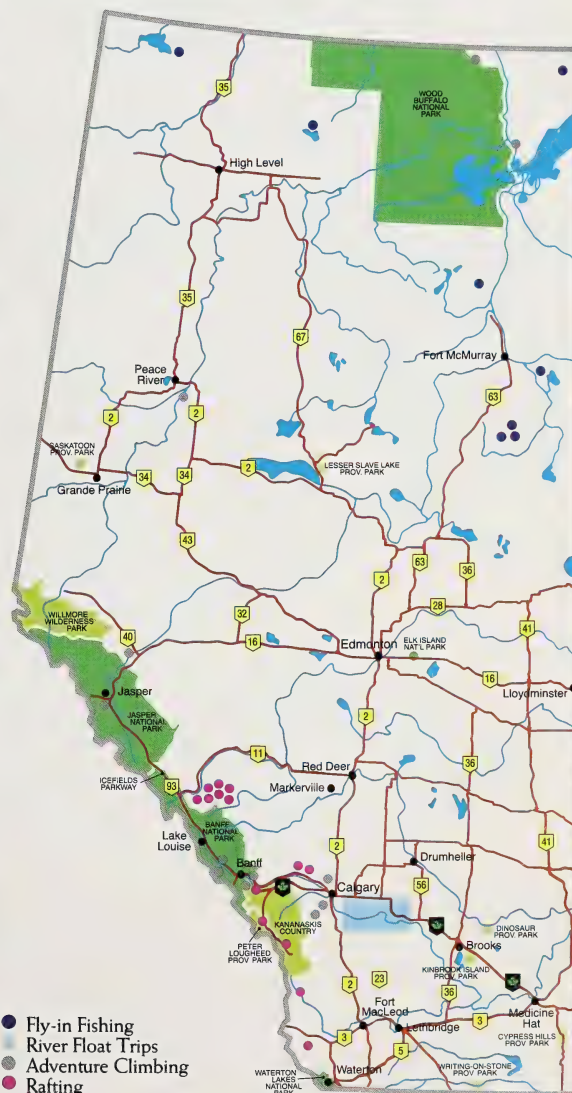 35
WOOD
BUFFALO
NATIONAL
PARK
High Level
35
67
Peace
River
Fort McMurray
63
2
2
SASKATOON
PROV. PARK
Grande Prairie
34
34
2
LESSER SLAVE LAKE
PROV. PARK
43
2
63
36
28
WILLMORE
WILDERNESS
PARK
40
32
16
41
Edmonton
ELK ISLAND
NAT'L PARK
16
Lloydminster
Jasper
JASPER
NATIONAL
PARK
2
11
Red Deer
36
Markerville
ICEFIELDS
PARKWAY
93
BANFF
NATIONAL
PARK
Lake
Louise
2
41
Drumheller
Banff
56
Calgary
KANANASKIS
COUNTRY
PETER
LOUGHEED
PROV. PARK
DINOSAUR
PROV. PARK
Brooks
KINBROOK ISLAND
PROV. PARK
23
2
36
Fort
MacLeod
Medicine
Hat
3
Lethbridge
3
CYPRESS HILLS
PROV. PARK
5
WRITING-ON-STONE
PROV. PARK
Waterton
WATERTON
LAKES
NATIONAL
PARK
Fly-in Fishing
River Float Trips
Adventure Climbing
Rafting